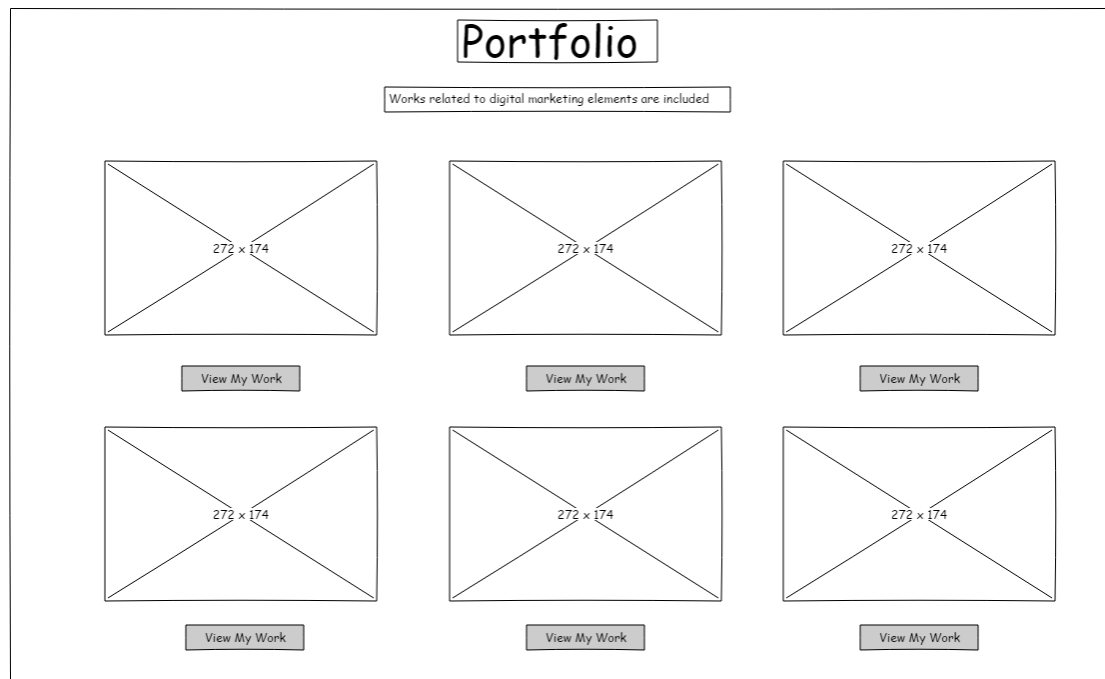 Portfolio
Works related to digital marketing elements are included
272 x 174
272 x 174
272 x 174
View My Work
View My Work
View My Work
272 x 174
272 x 174
272 x 174
View My Work
View My Work
View My Work